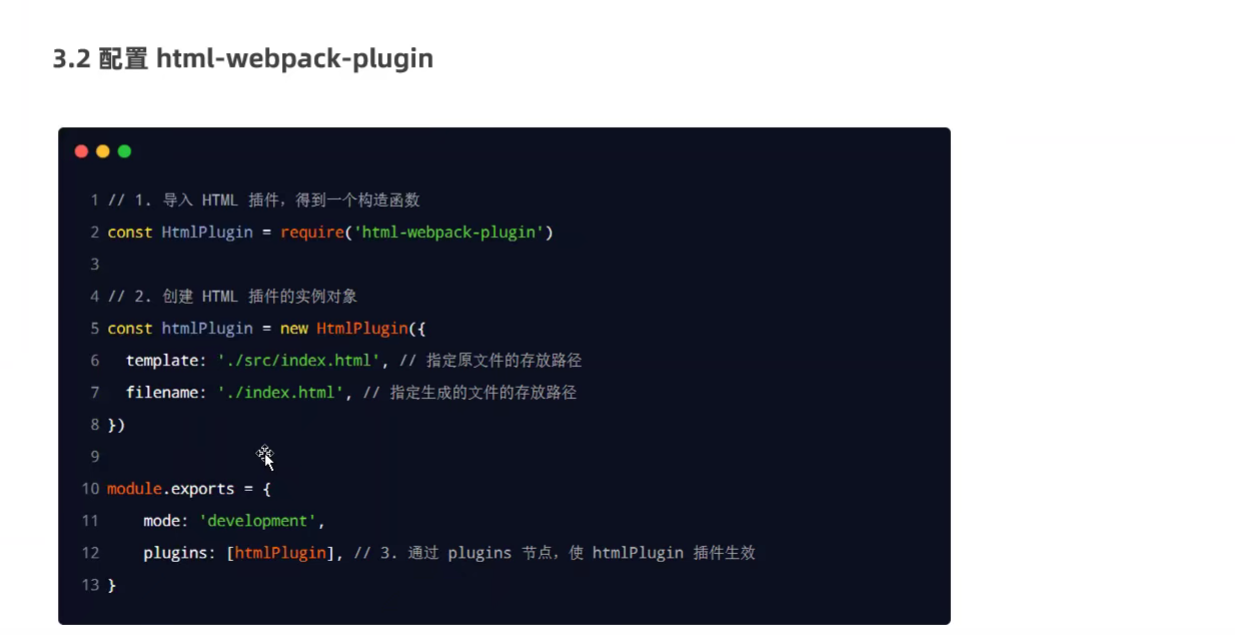 3.2 配置 html-webpack-plugin
1 // 1. 导入 HTML 插件，得到一个构造函数
2 const HtmlPlugin = require('html-webpack-plugin')
3
4 // 2. 创建 HTML 插件的实例对象
5 const htmlPlugin = new HtmlPlugin({
6 template: './src/index.html', // 指定原文件的存放路径
7 filename: './index.html', // 指定生成的文件的存放路径
8 })
9
10 module.exports = {
11 mode: 'development',
12 plugins: [htmlPlugin], // 3. 通过 plugins 节点，使 htmlPlugin 插件生效
13 }